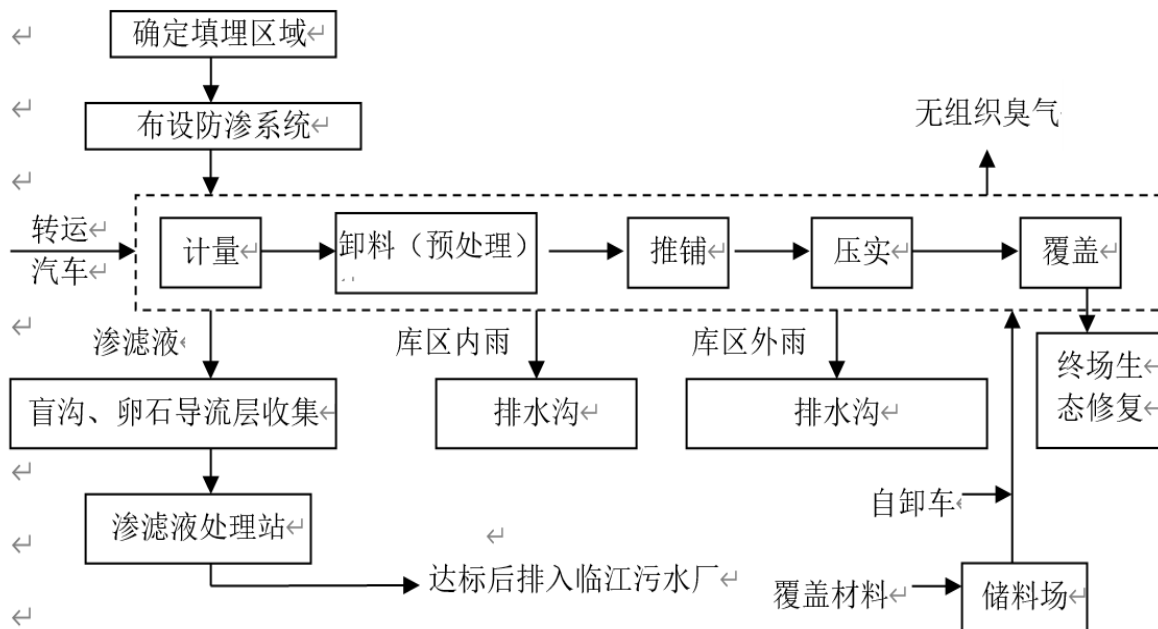 确定填埋区域
布设防渗系统
无组织臭气
转运
汽车
计量
卸料（预处理）
推铺
压实
覆盖
渗滤液
库区内雨
库区外雨
终场生
态修复
盲沟、卵石导流层收集
排水沟
排水沟
自卸车
渗滤液处理站
达标后排入临江污水厂
覆盖材料
储料场